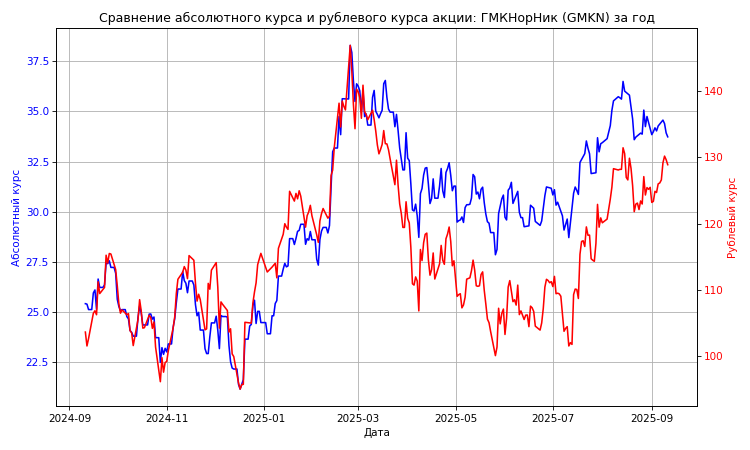 Сравнение абсолютного курса и рублевого курса акции: ГМКНорНик (GMKN) за год
37.5
35.0
32.5
30.0
27.5
25.0
22.5
Абсолютный курс
140
130
120
110
100
Рублевый курс
2024-09 2024-11 2025-01 2025-03 2025-05 2025-07 2025-09
Дата